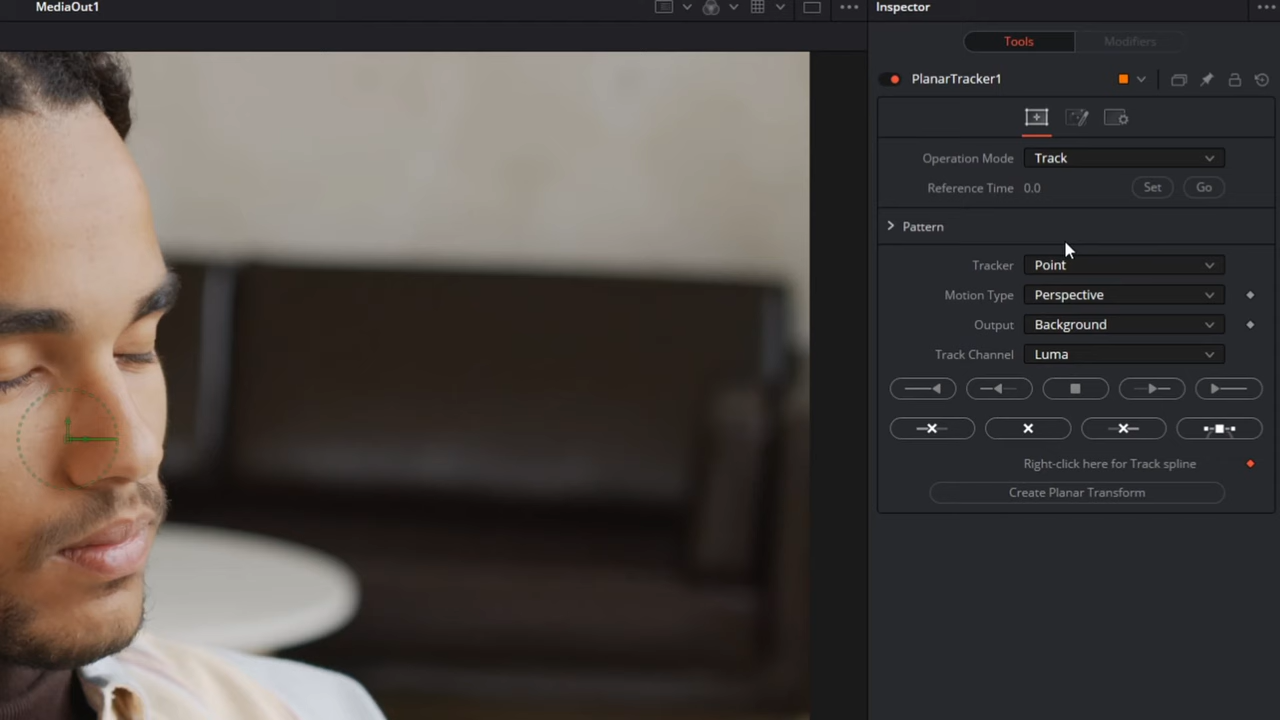 MediaOut1
Inspector
Tools
Modifiers
PlanarTracker1
Operation Mode Track
Reference Time 0.0 Set Go
Pattern
Tracker Point
Motion Type Perspective
Output Background
Track Channel Luma
Right-click here for Track spline
Create Planar Transform